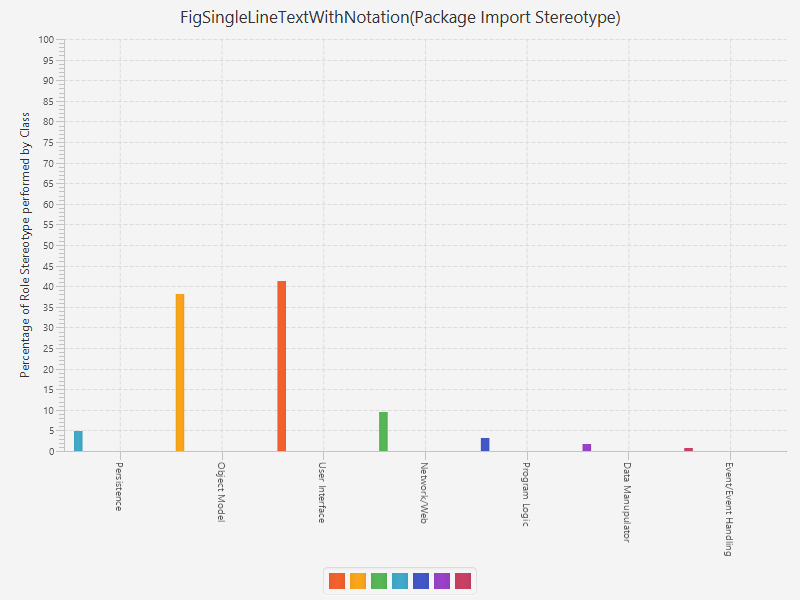 FigSingleLineTextWithNotation(Package Import Stereotype)
Percentage of Role Stereotype performed by Class
100
95
90
85
80
75
70
65
60
55
50
45
40
35
30
25
20
15
10
5
0
Persistence
Object Model
User Interface
Network/Web
Program Logic
Data Manupulator
Event/Event Handling